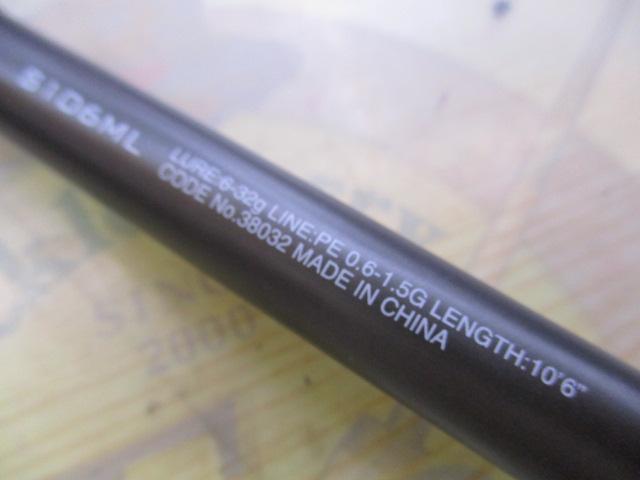 S106ML
LURE:6-32g LINE:PE 0.6-1.5G LENGTH:10'6"
CODE No.38032 MADE IN CHINA
2000